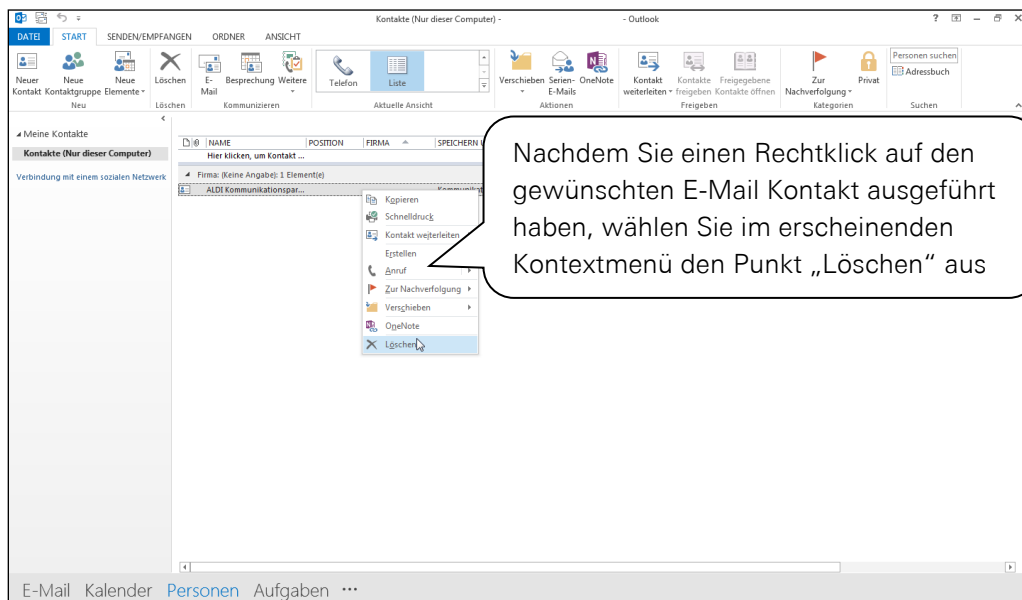 Kontakte (Nur dieser Computer) - - Outlook
DATEI START SENDEN/EMPFANGEN ORDNER ANSICHT
Neuer Kontakt
Neue Kontaktgruppe
Neue Elemente
Löschen
E-Mail
Besprechung
Weitere
Telefon
Liste
Verschieben
Serien-E-Mails
OneNote
Kontakt weiterleiten
Kontakte freigeben
Freigegebene Kontakte öffnen
Zur Nachverfolgung
Privat
Personen suchen
Adressbuch
Neu Löschen Kommunizieren Aktuelle Ansicht Aktionen Freigeben Kategorien Suchen
Meine Kontakte
Kontakte (Nur dieser Computer)
Verbindung mit einem sozialen Netzwerk
NAME POSITION FIRMA SPEICHERN
Hier klicken, um Kontakt ...
Firma: (Keine Angabe): 1 Element(e)
ALDI Kommunikationspar...
Kopieren
Schnelldruck
Kontakt weiterleiten
Erstellen
Anruf
Zur Nachverfolgung
Verschieben
OneNote
Löschen
Nachdem Sie einen Rechtklick auf den
gewünschten E-Mail Kontakt ausgeführt
haben, wählen Sie im erscheinenden
Kontextmenü den Punkt „Löschen“ aus
E-Mail Kalender Personen Aufgaben ···